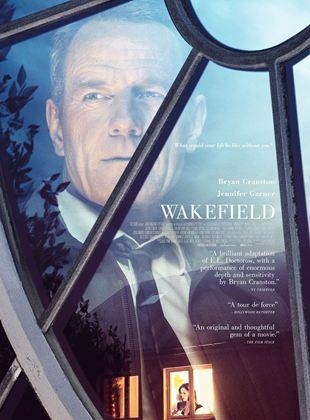 What would your life be like without you?
Bryan Cranston
Jennifer Garner
WAKEFIELD
"A brilliant adaptation
of E.L. Doctorow, with a
performance of enormous
depth and sensitivity
by Bryan Cranston."
- NY OBSERVER
"A tour de force"
- HOLLYWOOD REPORTER
"An original and thoughtful
gem of a movie."
- THE FILM STAGE